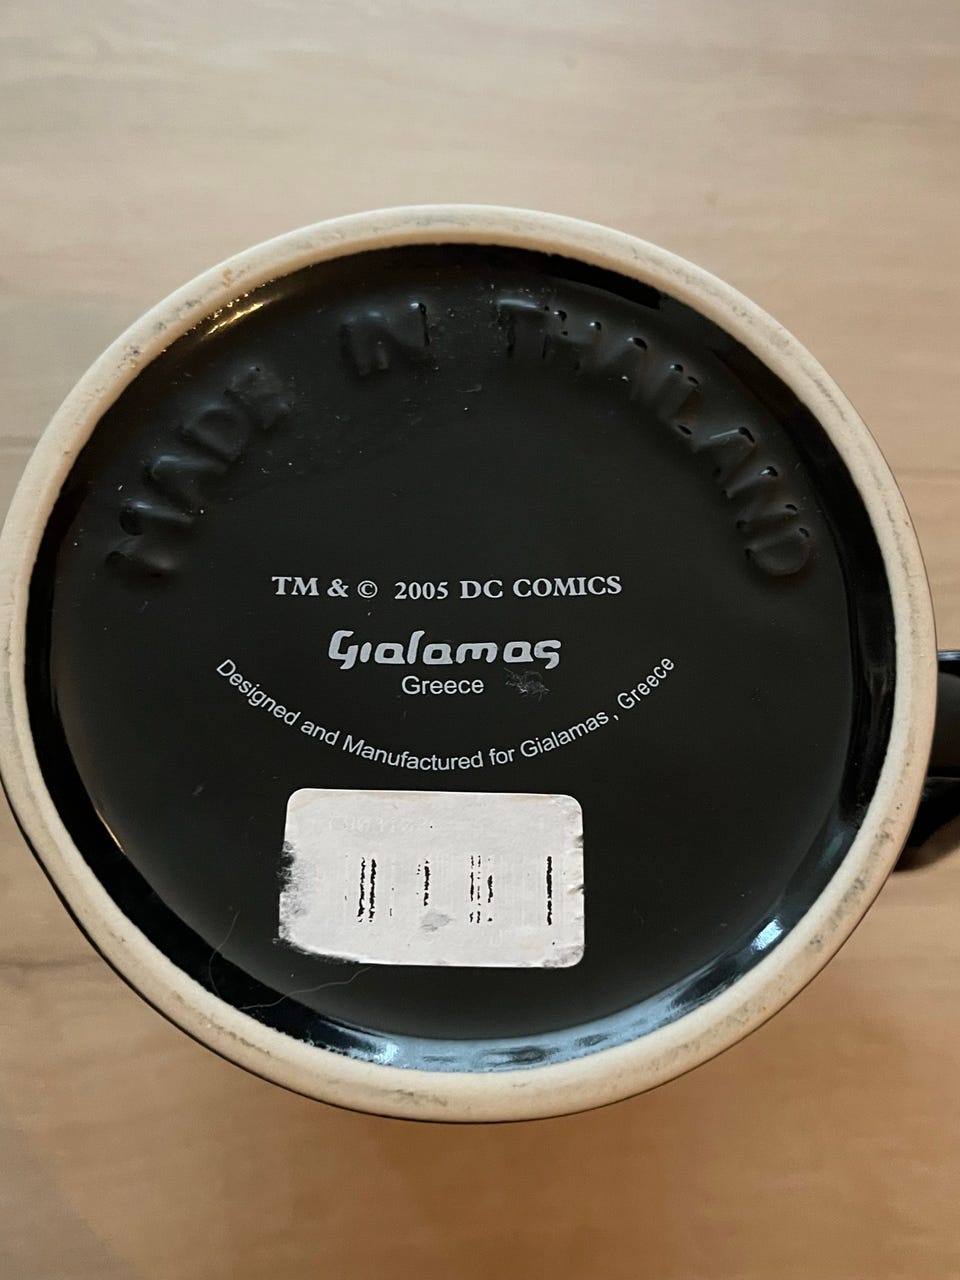 MADE IN THAILAND
TM & © 2005 DC COMICS
Gialamas
Greece
Designed and Manufactured for Gialamas, Greece